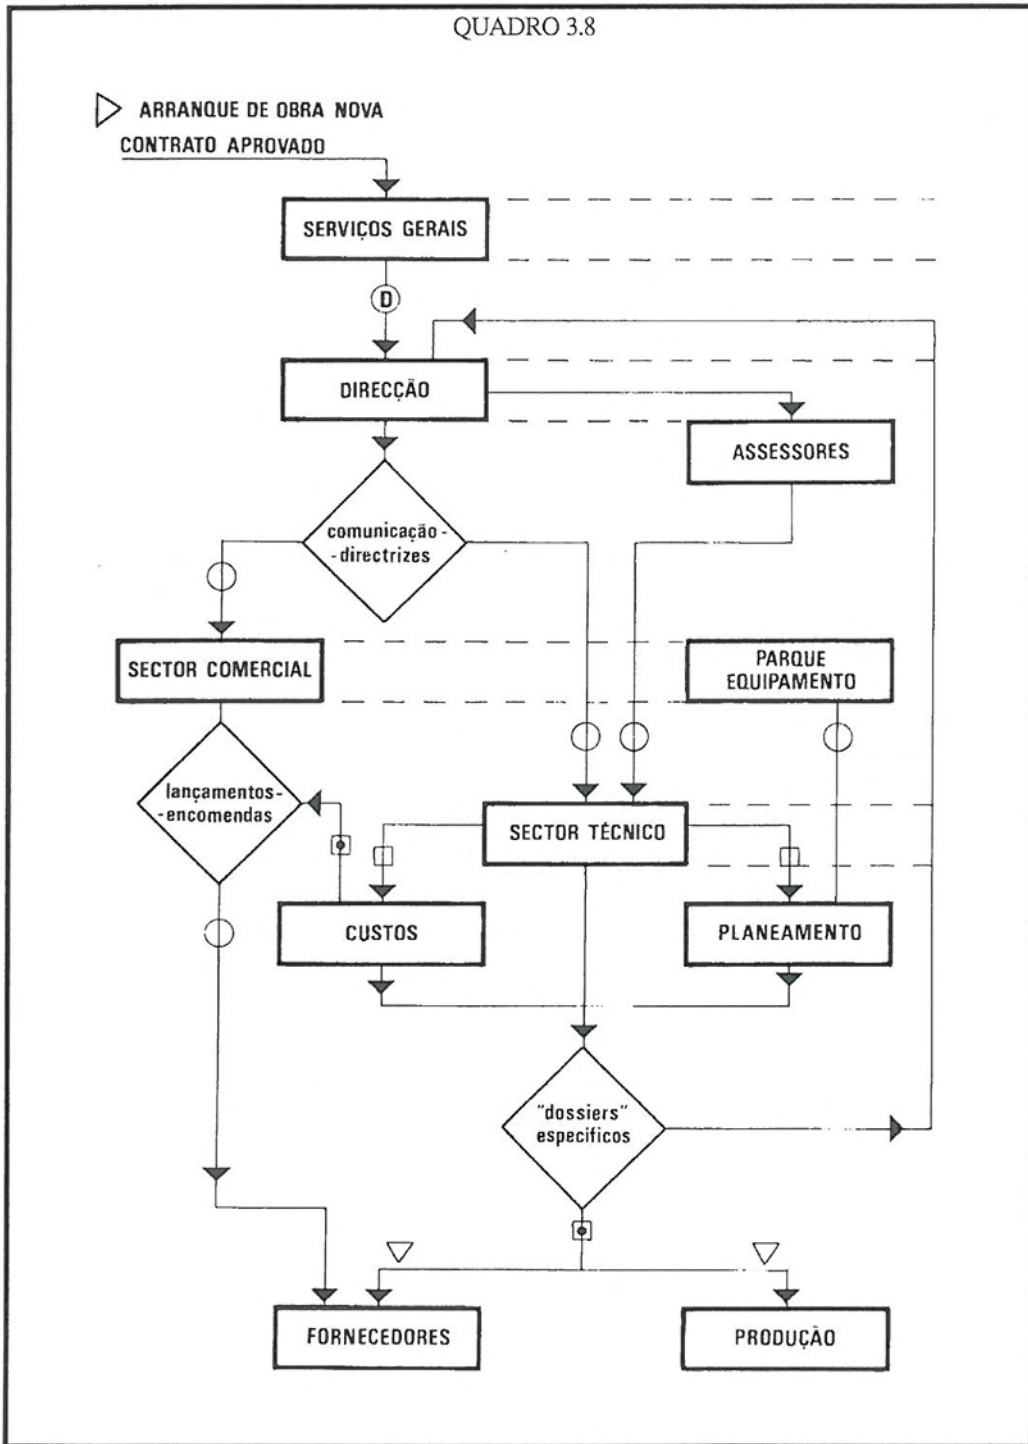 QUADRO 3.8
ARRANQUE DE OBRA NOVA
CONTRATO APROVADO
SERVIÇOS GERAIS
D
DIRECÇÃO
ASSESSORES
comunicação-
-directrizes
SECTOR COMERCIAL
PARQUE
EQUIPAMENTO
lançamentos-
-encomendas
SECTOR TÉCNICO
CUSTOS
PLANEAMENTO
"dossiers"
específicos
FORNECEDORES
PRODUÇÃO